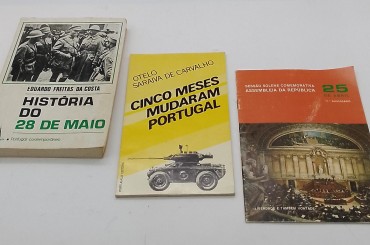 EDUARDO FREITAS DA COSTA
HISTÓRIA
DO
28 DE MAIO
OTELO
SARAIVA DE CARVALHO
CINCO MESES
MUDARAM
PORTUGAL
SESSÃO SOLENE COMEMORATIVA
ASSEMBLEIA DA REPÚBLICA
25